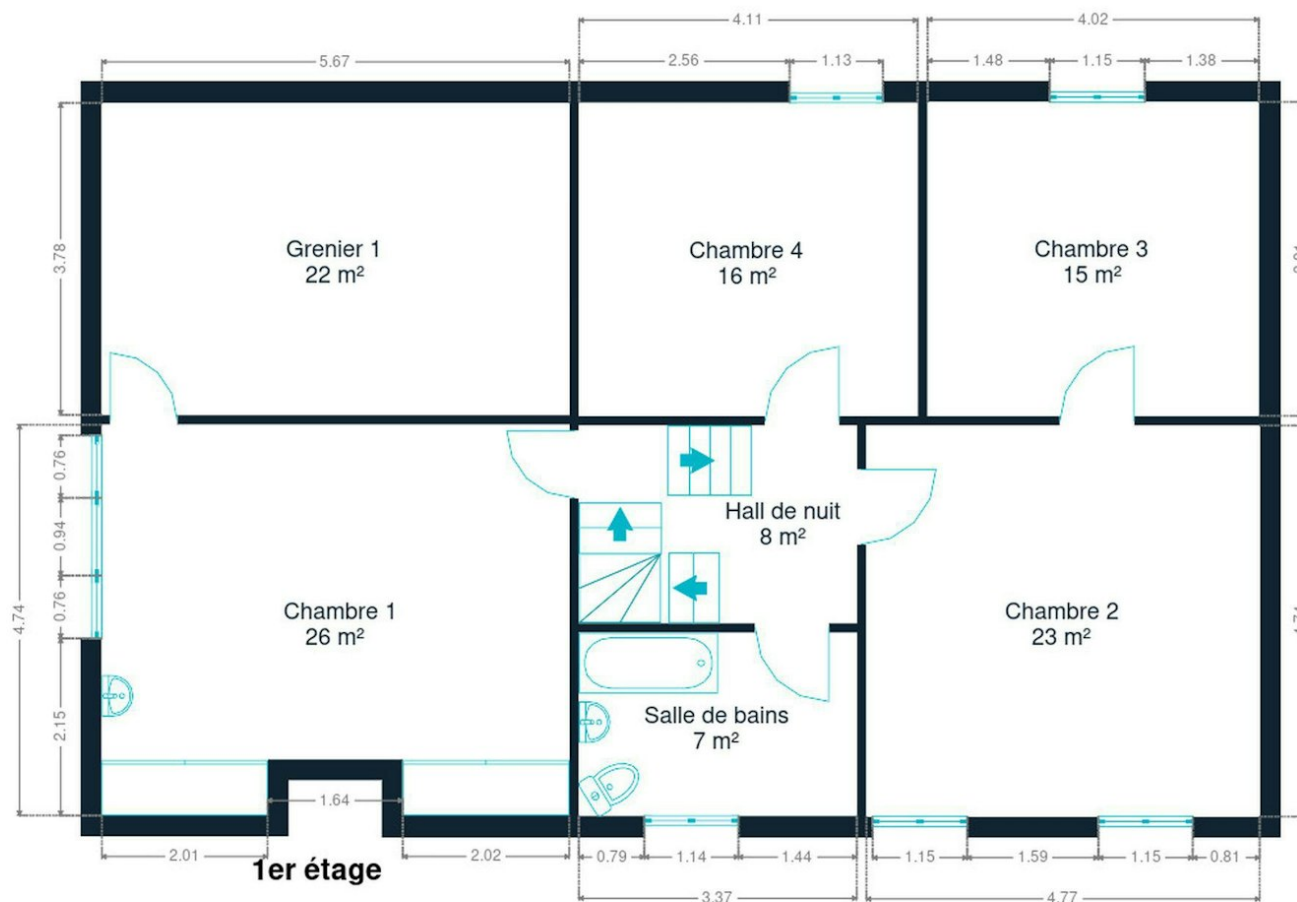 4.11
4.02
5.67
2.56
1.13
1.48
1.15
1.38
3.78
Grenier 1
22 m²
Chambre 4
16 m²
Chambre 3
15 m²
4.74
0.76
0.94
0.76
2.15
Hall de nuit
8 m²
Chambre 1
26 m²
Chambre 2
23 m²
Salle de bains
7 m²
1.64
2.01
2.02
0.79
1.14
1.44
1.15
1.59
1.15
0.81
1er étage
3.37
4.77